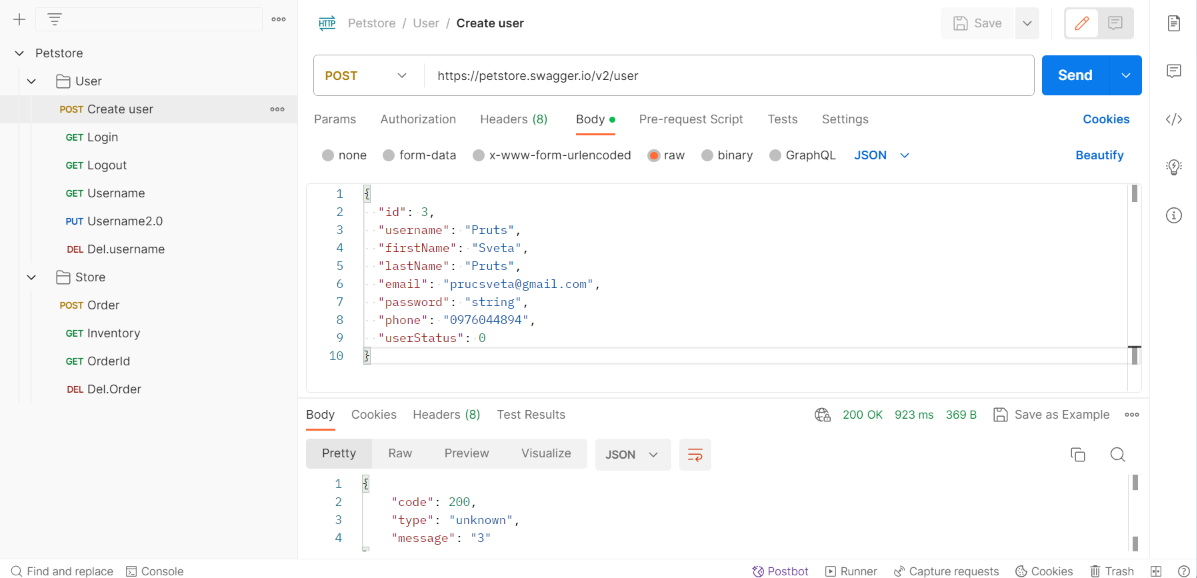 HTTP Petstore / User / Create user
Save
Petstore
User
POST Create user
GET Login
GET Logout
GET Username
PUT Username2.0
DEL Del.username
Store
POST Order
GET Inventory
GET OrderId
DEL Del.Order
POST https://petstore.swagger.io/v2/user Send
Params Authorization Headers (8) Body Pre-request Script Tests Settings Cookies
none form-data x-www-form-urlencoded raw binary GraphQL JSON Beautify
1 {
2 "id": 3,
3 "username": "Pruts",
4 "firstName": "Sveta",
5 "lastName": "Pruts",
6 "email": "prucsveta@gmail.com",
7 "password": "string",
8 "phone": "0976044894",
9 "userStatus": 0
10 }
Body Cookies Headers (8) Test Results 200 OK 923 ms 369 B Save as Example
Pretty Raw Preview Visualize JSON
1 {
2 "code": 200,
3 "type": "unknown",
4 "message": "3"
Find and replace Console Postbot Runner Capture requests Cookies Trash